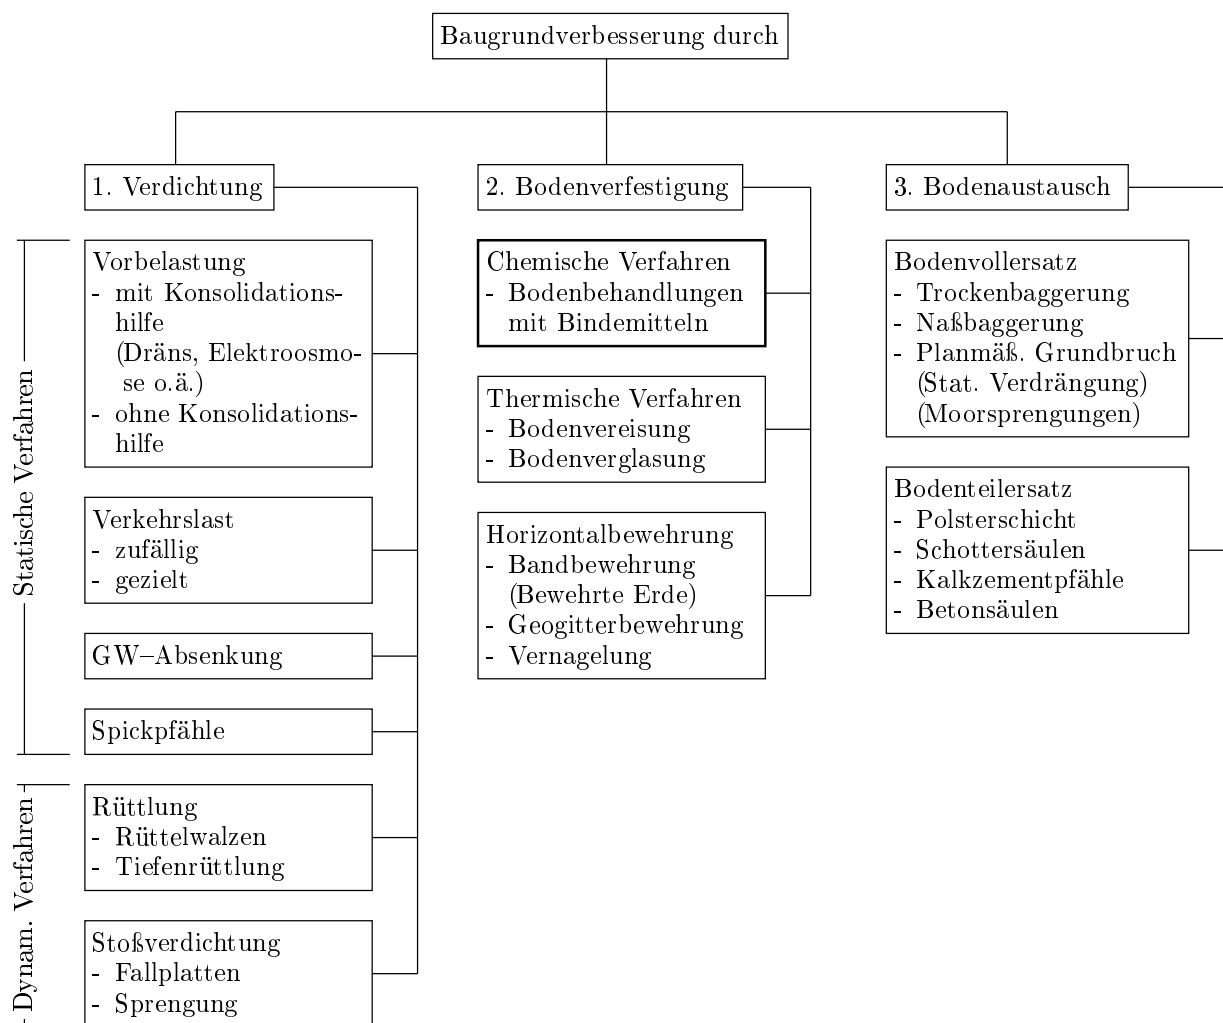 Baugrundverbesserung durch
1. Verdichtung
Statische Verfahren
Vorbelastung
- mit Konsolidations-
hilfe
(Dräns, Elektroosmo-
se o.ä.)
- ohne Konsolidations-
hilfe
Verkehrslast
- zufällig
- gezielt
GW–Absenkung
Spickpfähle
Dynam. Verfahren
Rüttlung
- Rüttelwalzen
- Tiefenrüttlung
Stoßverdichtung
- Fallplatten
- Sprengung
2. Bodenverfestigung
Chemische Verfahren
- Bodenbehandlungen
mit Bindemitteln
Thermische Verfahren
- Bodenvereisung
- Bodenverglasung
Horizontalbewehrung
- Bandbewehrung
(Bewehrte Erde)
- Geogitterbewehrung
- Vernagelung
3. Bodenaustausch
Bodenvollersatz
- Trockenbaggerung
- Naßbaggerung
- Planmäß. Grundbruch
(Stat. Verdrängung)
(Moorsprengungen)
Bodenteilersatz
- Polsterschicht
- Schottersäulen
- Kalkzementpfähle
- Betonsäulen